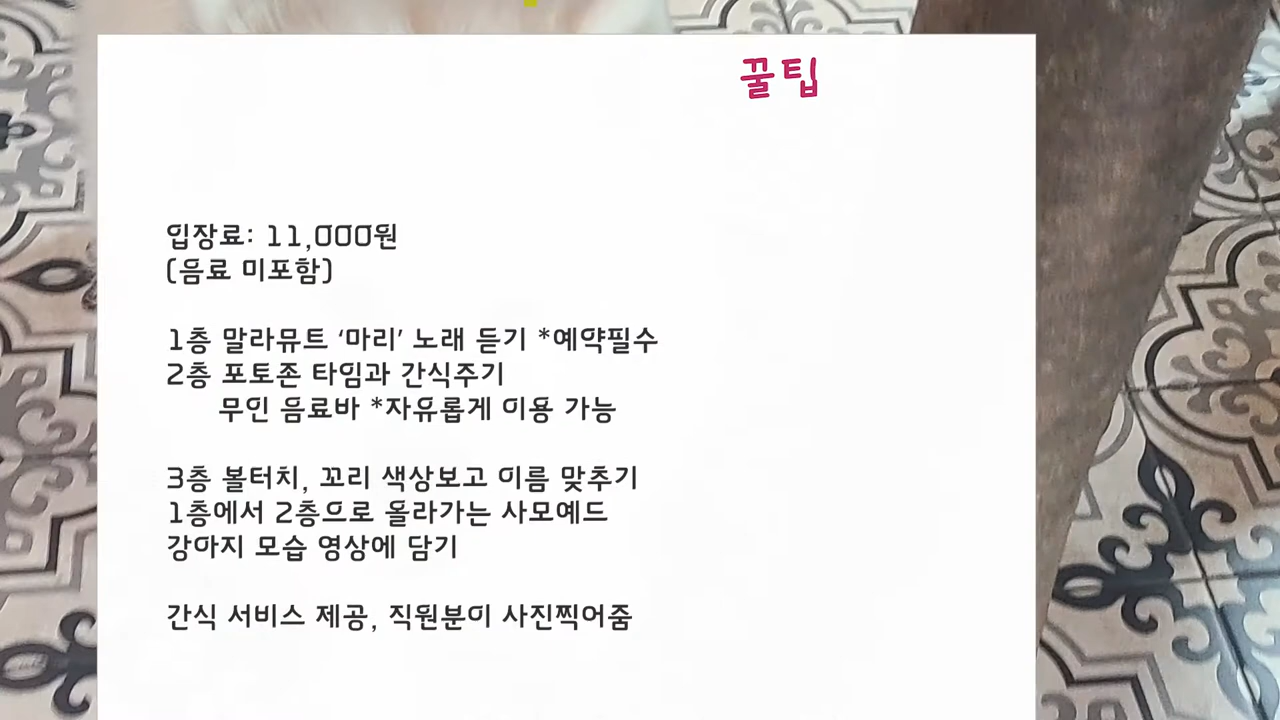 꿀팁
입장료: 11,000원
(음료 미포함)
1층 말라뮤트 ‘마리’ 노래 듣기 *예약필수
2층 포토존 타임과 간식주기
무인 음료바 *자유롭게 이용 가능
3층 볼터치, 꼬리 색상보고 이름 맞추기
1층에서 2층으로 올라가는 사모예드
강아지 모습 영상에 담기
간식 서비스 제공, 직원분이 사진찍어줌